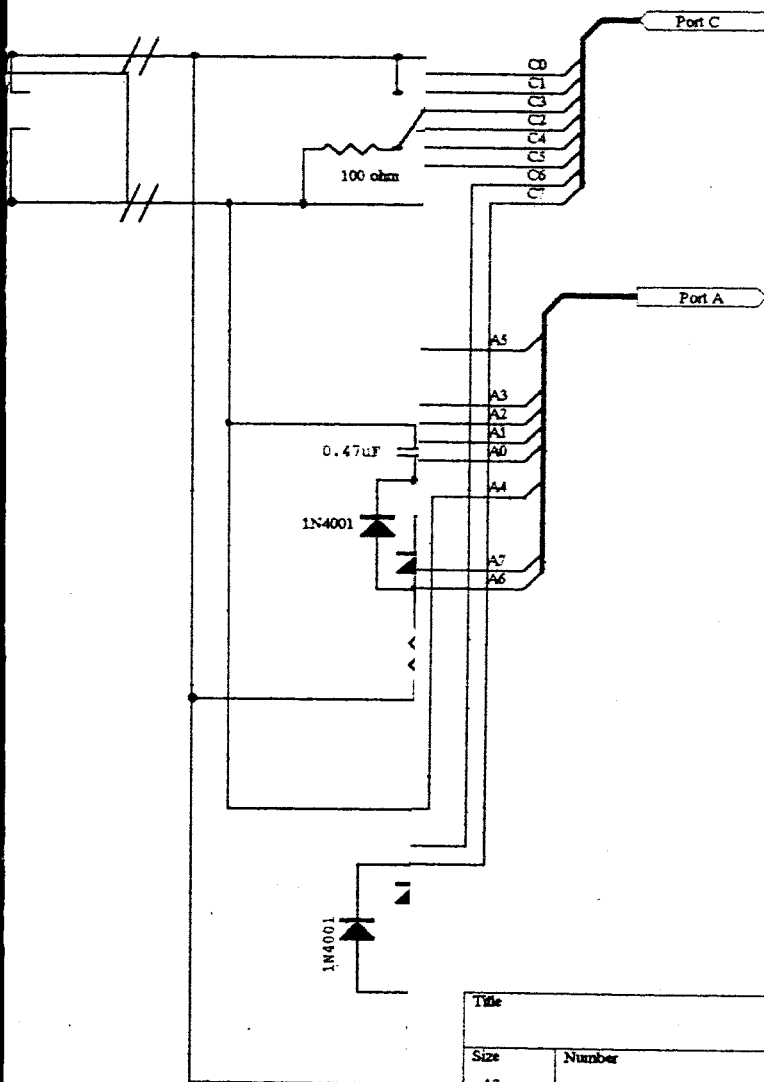 Port C
C0
C1
C3
C2
C4
C5
C6
C7
100 ohm
Port A
A5
A3
A2
A1
A0
0.47uF
A4
1N4001
A7
A6
1N4001
Title
Size
Number